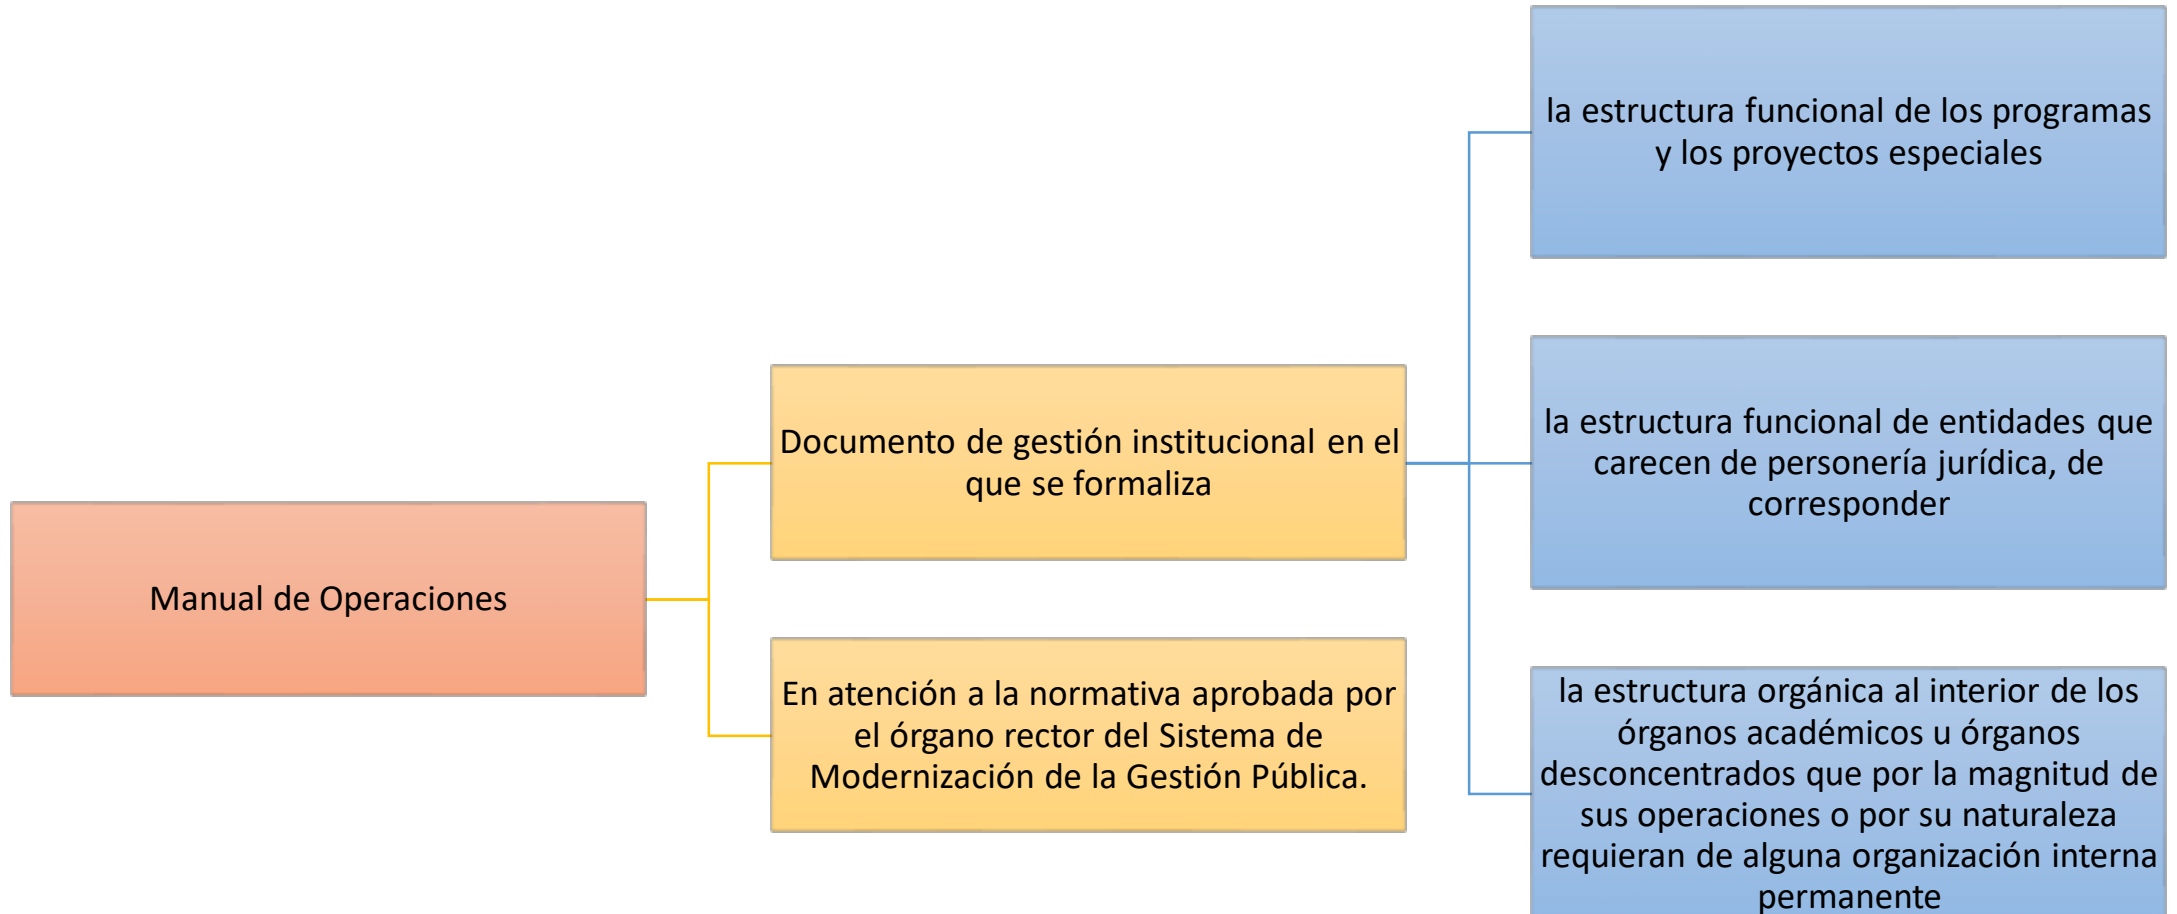 Manual de Operaciones
Documento de gestión institucional en el
que se formaliza
la estructura funcional de los programas
y los proyectos especiales
la estructura funcional de entidades que
carecen de personería jurídica, de
corresponder
la estructura orgánica al interior de los
órganos académicos u órganos
desconcentrados que por la magnitud de
sus operaciones o por su naturaleza
requieran de alguna organización interna
permanente
En atención a la normativa aprobada por
el órgano rector del Sistema de
Modernización de la Gestión Pública.